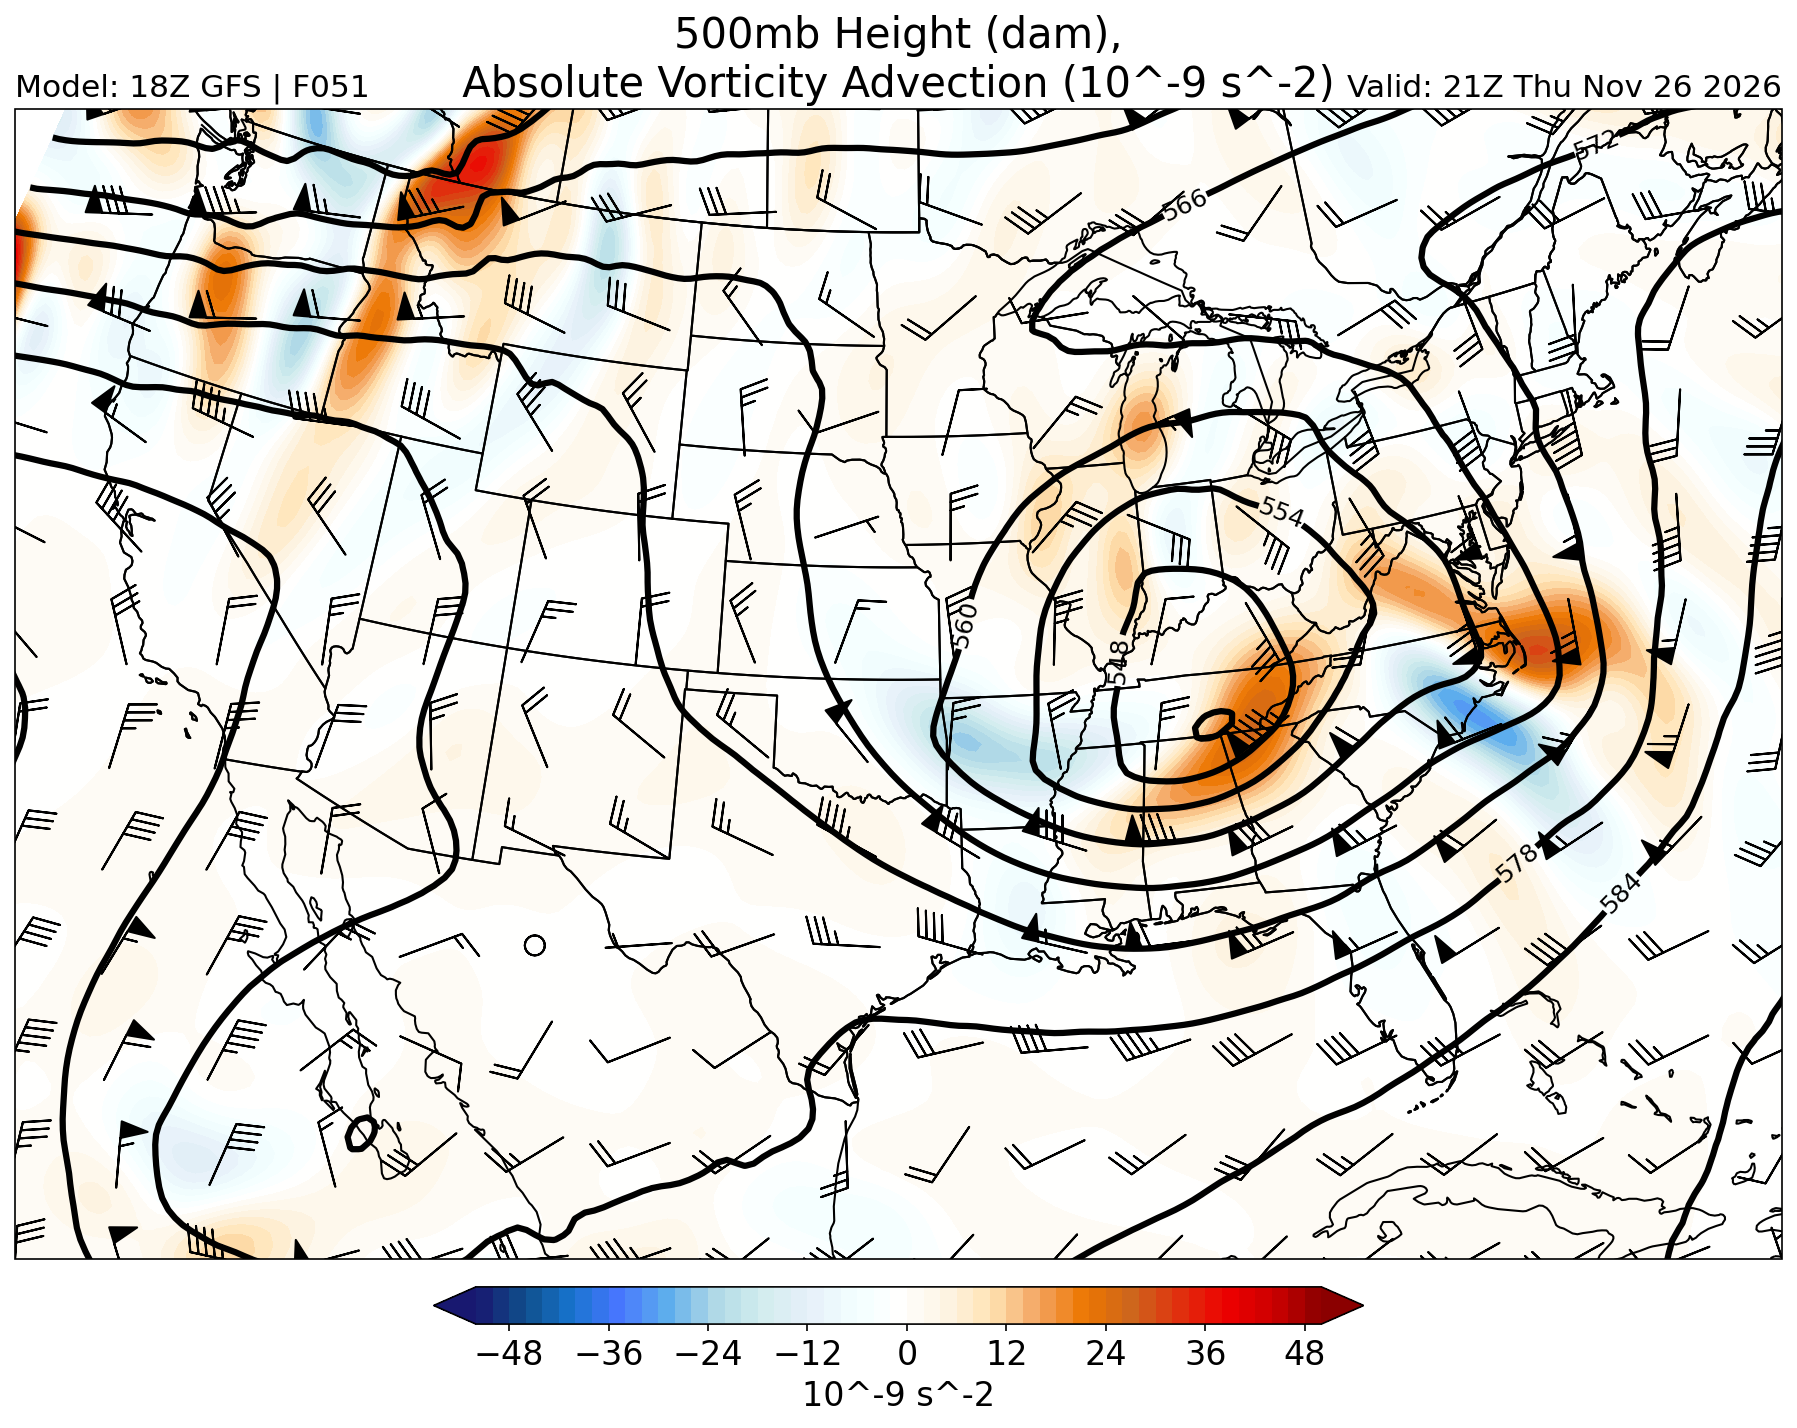 500mb Height (dam),
Model: 18Z GFS | F051
Absolute Vorticity Advection (10^-9 s^-2)
Valid: 21Z Thu Nov 26 2026
572
566
554
560
548
578
584
−48 −36 −24 −12 0 12 24 36 48
10^-9 s^-2